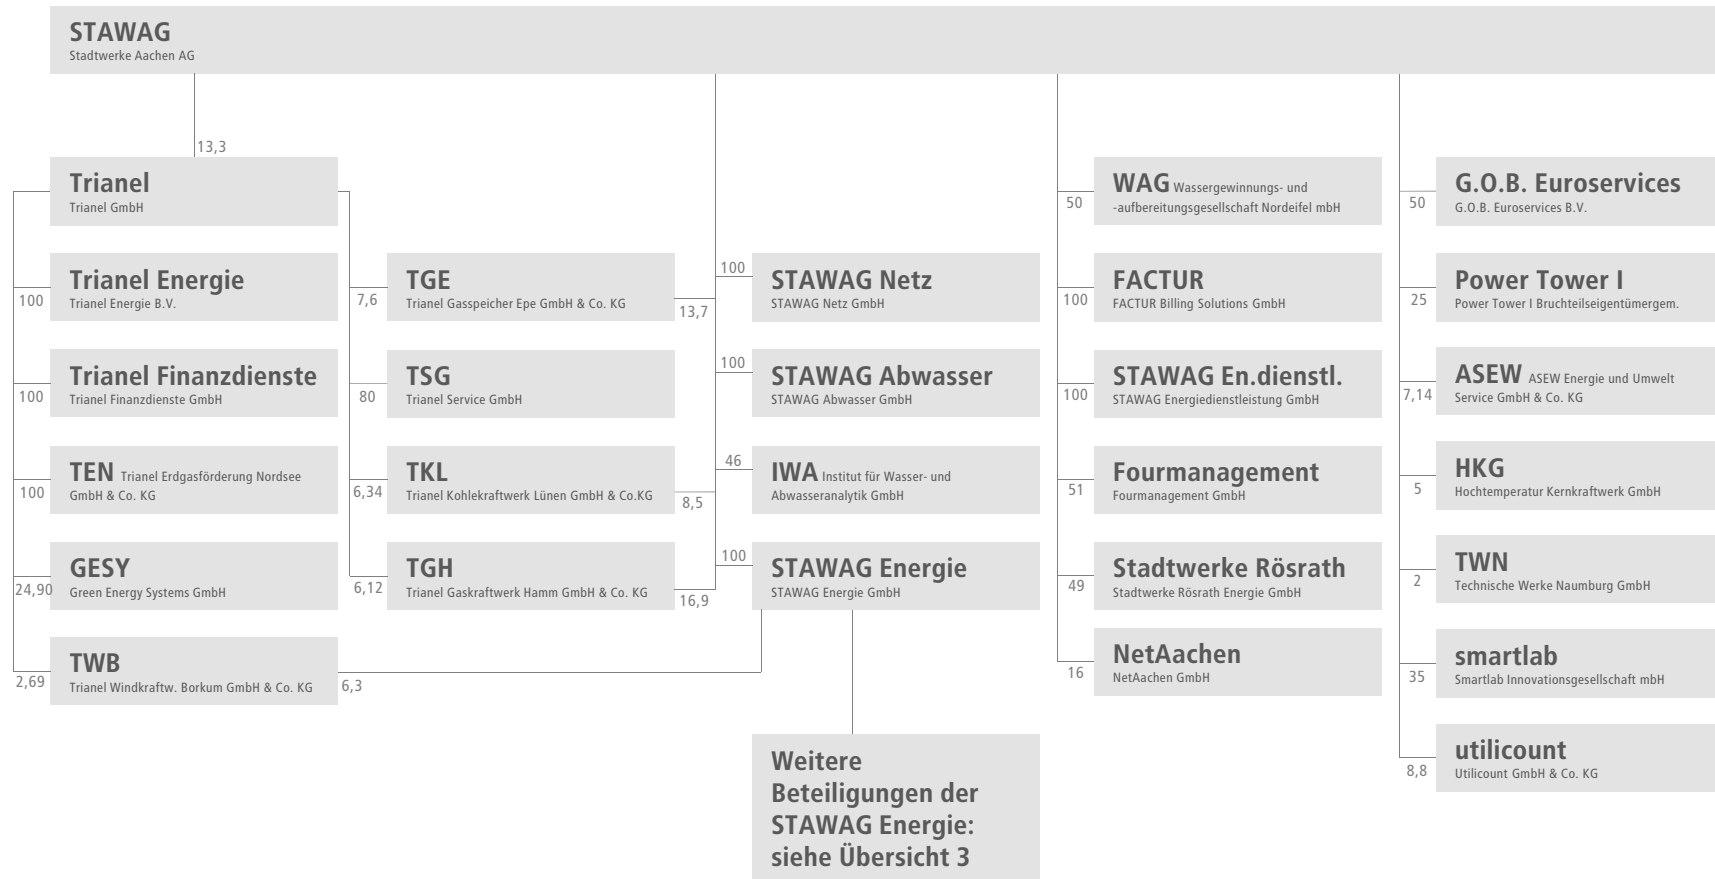 STAWAG
Stadtwerke Aachen AG
13,3
Trianel
Trianel GmbH
100
Trianel Energie
Trianel Energie B.V.
100
Trianel Finanzdienste
Trianel Finanzdienste GmbH
100
TEN Trianel Erdgasförderung Nordsee
GmbH & Co. KG
24,90
GESY
Green Energy Systems GmbH
2,69
TWB
Trianel Windkraftw. Borkum GmbH & Co. KG
6,3
7,6
TGE
Trianel Gasspeicher Epe GmbH & Co. KG
13,7
80
TSG
Trianel Service GmbH
6,34
TKL
Trianel Kohlekraftwerk Lünen GmbH & Co.KG
8,5
6,12
TGH
Trianel Gaskraftwerk Hamm GmbH & Co. KG
16,9
100
STAWAG Netz
STAWAG Netz GmbH
100
STAWAG Abwasser
STAWAG Abwasser GmbH
46
IWA Institut für Wasser- und
Abwasseranalytik GmbH
100
STAWAG Energie
STAWAG Energie GmbH
Weitere
Beteiligungen der
STAWAG Energie:
siehe Übersicht 3
50
WAG Wassergewinnungs- und
-aufbereitungsgesellschaft Nordeifel mbH
100
FACTUR
FACTUR Billing Solutions GmbH
100
STAWAG En.dienstl.
STAWAG Energiedienstleistung GmbH
51
Fourmanagement
Fourmanagement GmbH
49
Stadtwerke Rösrath
Stadtwerke Rösrath Energie GmbH
16
NetAachen
NetAachen GmbH
50
G.O.B. Euroservices
G.O.B. Euroservices B.V.
25
Power Tower I
Power Tower I Bruchteilseigentümergem.
7,14
ASEW ASEW Energie und Umwelt
Service GmbH & Co. KG
5
HKG
Hochtemperatur Kernkraftwerk GmbH
2
TWN
Technische Werke Naumburg GmbH
35
smartlab
Smartlab Innovationsgesellschaft mbH
8,8
utilicount
Utilicount GmbH & Co. KG